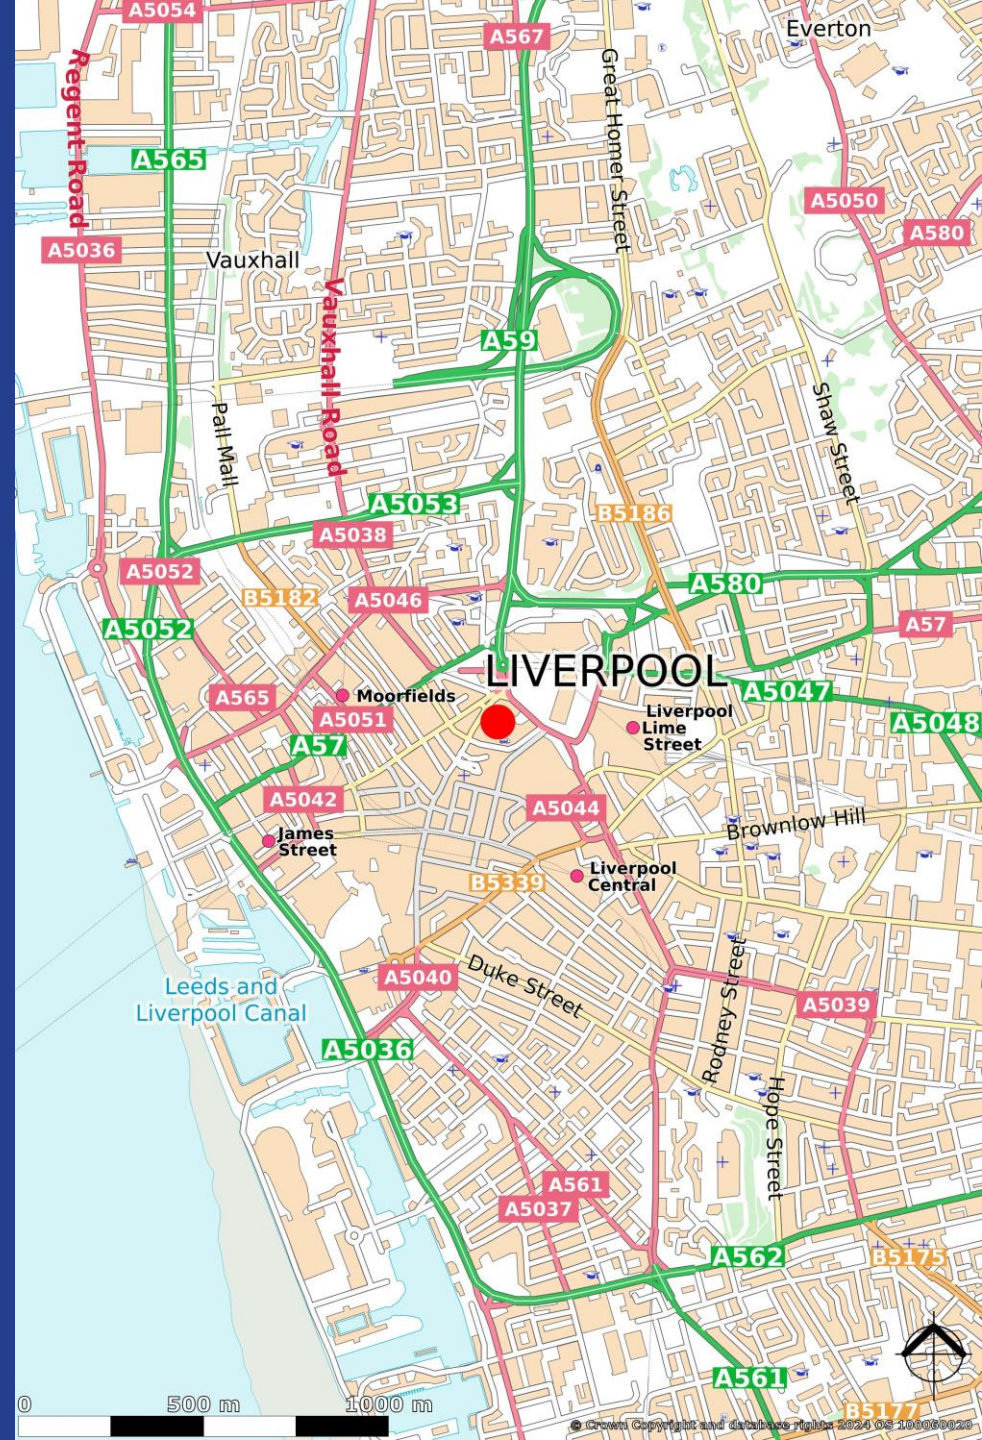 A5054
A567
Everton
Regent Road
Great Homer Street
A565
A5050
A580
A5036
Vauxhall
Vauxhall Road
A59
Pall Mall
Shaw Street
A5053
B5186
A5038
A5052
A580
B5182
A5046
A5052
A57
LIVERPOOL
A565
Moorfields
A5047
A5051
Liverpool
Lime
Street
A5048
A57
A5042
A5044
Brownlow Hill
James
Street
B5339
Liverpool
Central
Duke Street
Rodney Street
A5040
Leeds and
Liverpool Canal
A5039
A5036
Hope Street
A561
A5037
A562
B5175
A561
0 500 m 1000 m
B5177
© Crown Copyright and database rights 2024 OS 100060020